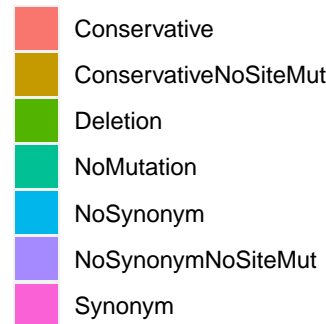 Conservative
ConservativeNoSiteMut
Deletion
NoMutation
NoSynonym
NoSynonymNoSiteMut
Synonym